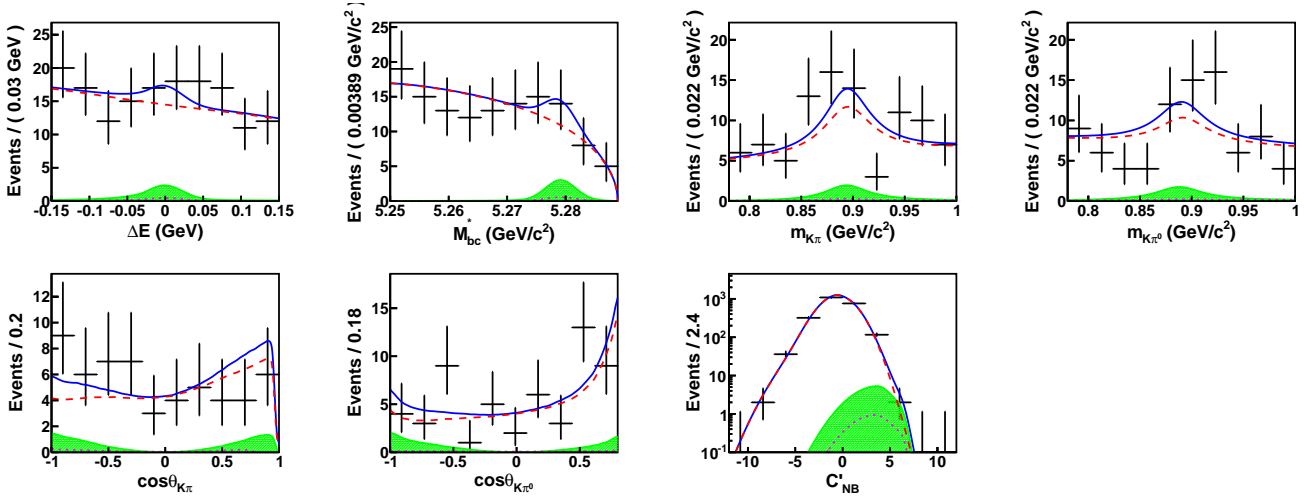 Events / ( 0.03 GeV)
25
20
15
10
5
0
-0.15 -0.1 -0.05 0 0.05 0.1 0.15
ΔE (GeV)
Events / ( 0.00389 GeV/c²)
25
20
15
10
5
0
5.25 5.26 5.27 5.28
M*bc (GeV/c²)
Events / ( 0.022 GeV/c²)
20
15
10
5
0
0.8 0.85 0.9 0.95 1
mKπ (GeV/c²)
Events / ( 0.022 GeV/c²)
20
15
10
5
0
0.8 0.85 0.9 0.95 1
mKπ⁰ (GeV/c²)
Events / 0.2
12
10
8
6
4
2
0
-1 -0.5 0 0.5 1
cosθKπ
Events / 0.18
15
10
5
0
-1 -0.5 0 0.5
cosθKπ⁰
Events / 2.4
10³
10²
10
1
10⁻¹
-10 -5 0 5 10
C'NB